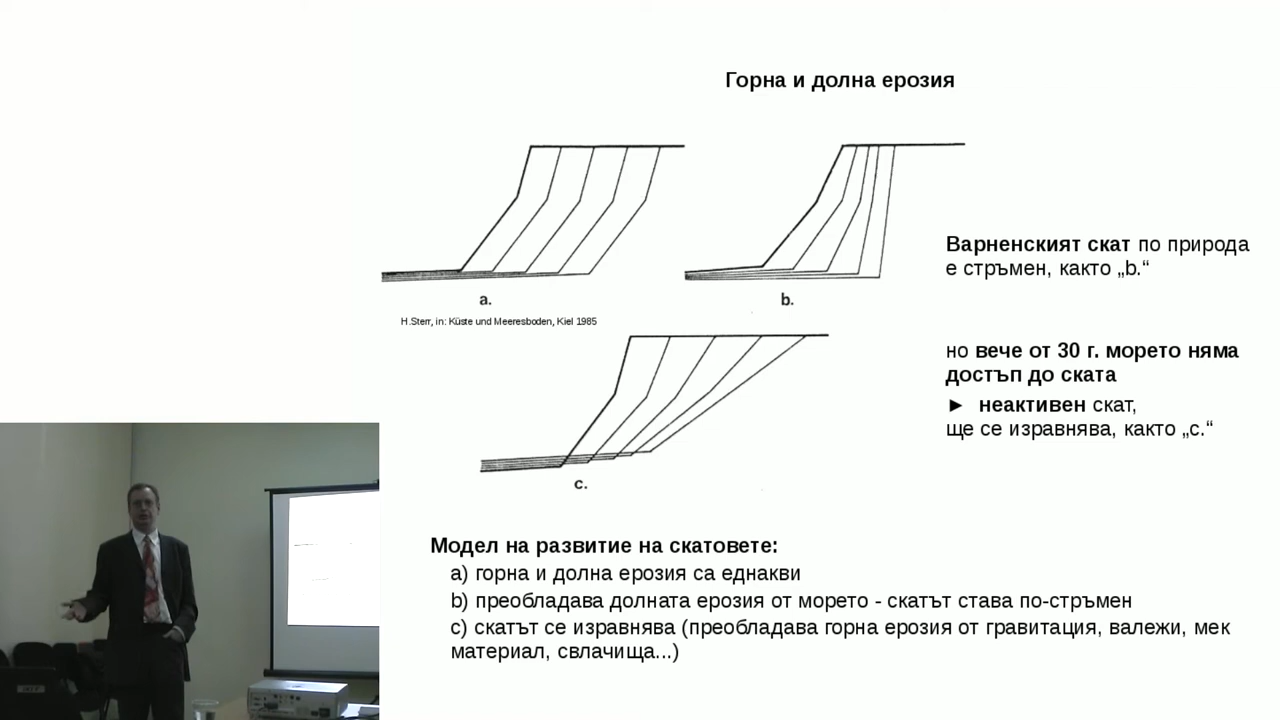 Горна и долна ерозия
a.
b.
H.Sterr, in: Küste und Meeresboden, Kiel 1985
Варненският скат по природа
е стръмен, както „b.“
но вече от 30 г. морето няма
достъп до ската
► неактивен скат,
ще се изравнява, както „c.“
c.
Модел на развитие на скатовете:
a) горна и долна ерозия са еднакви
b) преобладава долната ерозия от морето - скатът става по-стръмен
c) скатът се изравнява (преобладава горна ерозия от гравитация, валежи, мек
материал, свлачища...)